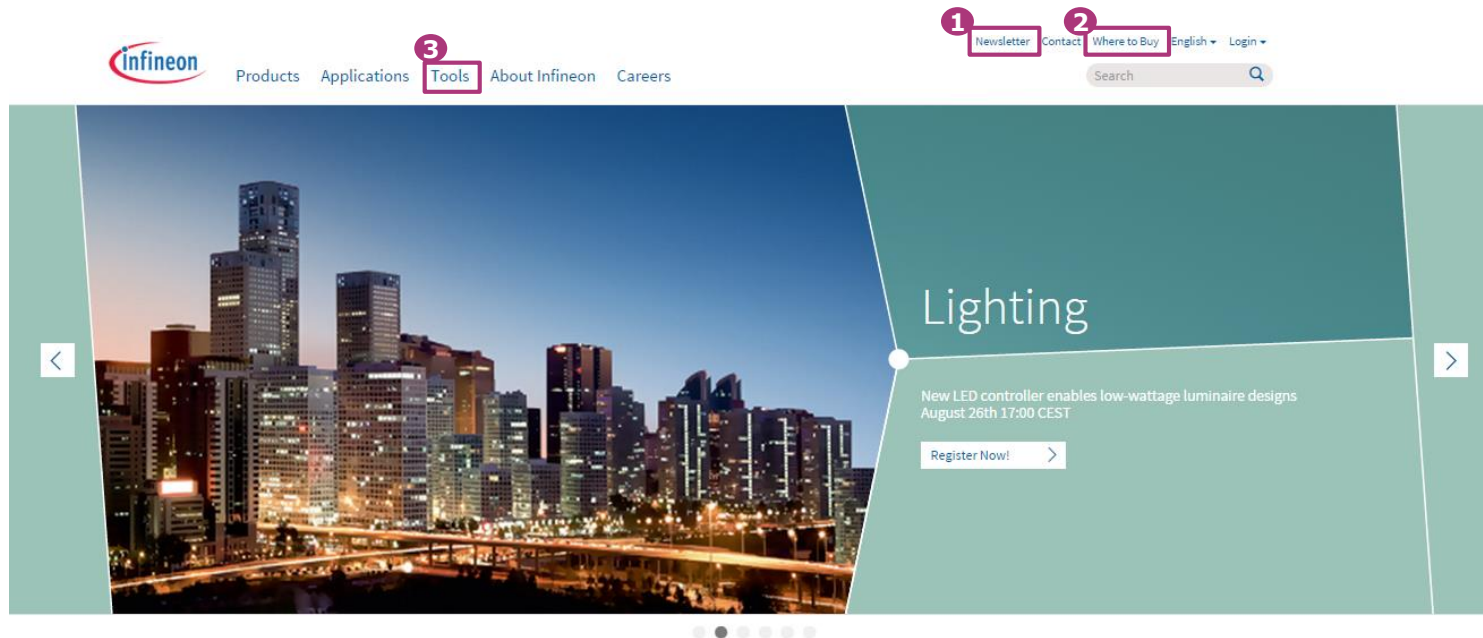 1
2
Newsletter Contact Where to Buy English Login
infineon
3
Products Applications Tools About Infineon Careers
Search
Lighting
New LED controller enables low-wattage luminaire designs
August 26th 17:00 CEST
Register Now!